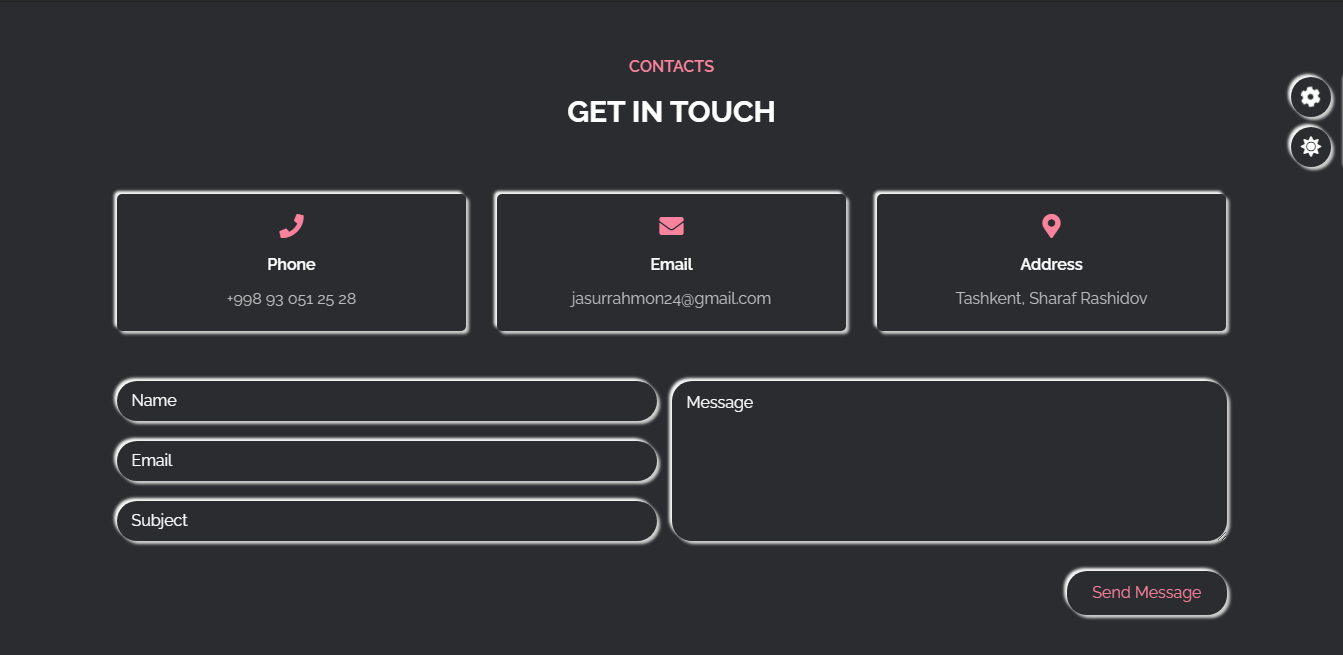 CONTACTS
GET IN TOUCH
Phone
+998 93 051 25 28
Email
jasurrahmon24@gmail.com
Address
Tashkent, Sharaf Rashidov
Name
Email
Subject
Message
Send Message